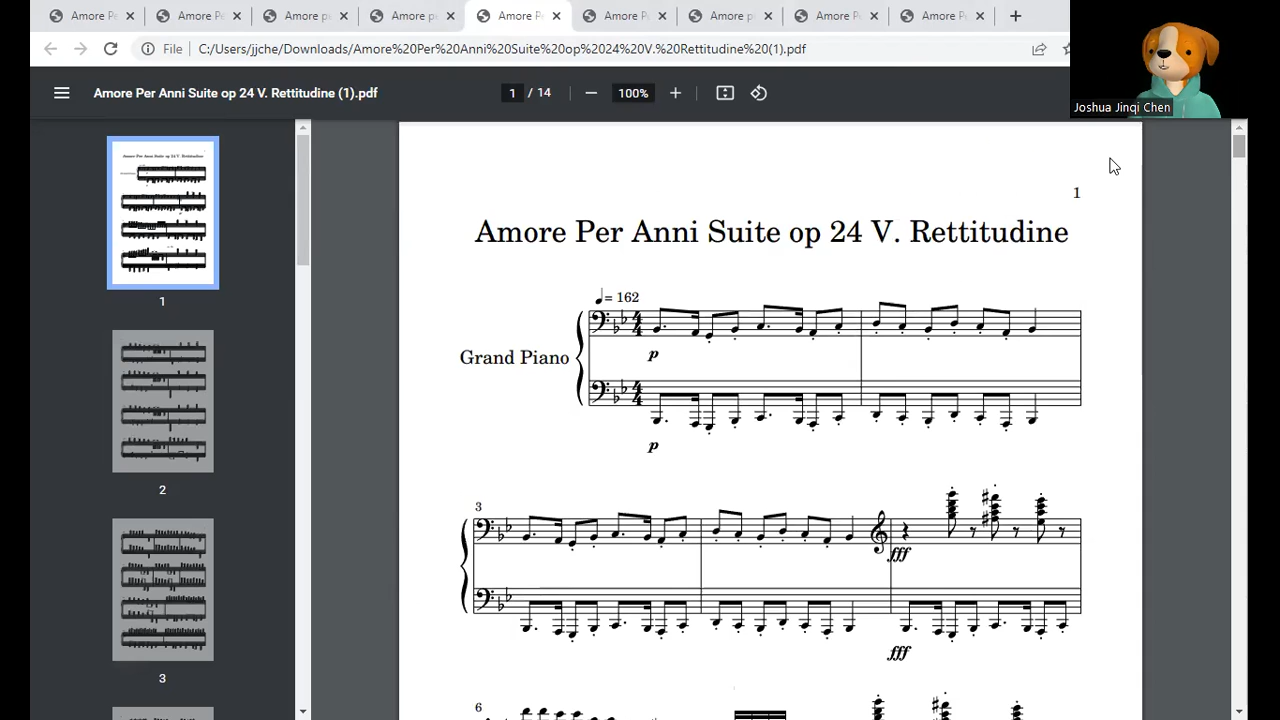 Amore Pe
Amore Pe
Amore p
Amore pe
Amore P
Amore P
Amore p
Amore P
Amore P
File
C:/Users/jjche/Downloads/Amore%20Per%20Anni%20Suite%20op%2024%20V.%20Rettitudine%20(1).pdf
Amore Per Anni Suite op 24 V. Rettitudine (1).pdf
1 / 14
100%
Joshua Jinqi Chen
1
2
3
1
Amore Per Anni Suite op 24 V. Rettitudine
= 162
Grand Piano
p
p
3
fff
fff
6